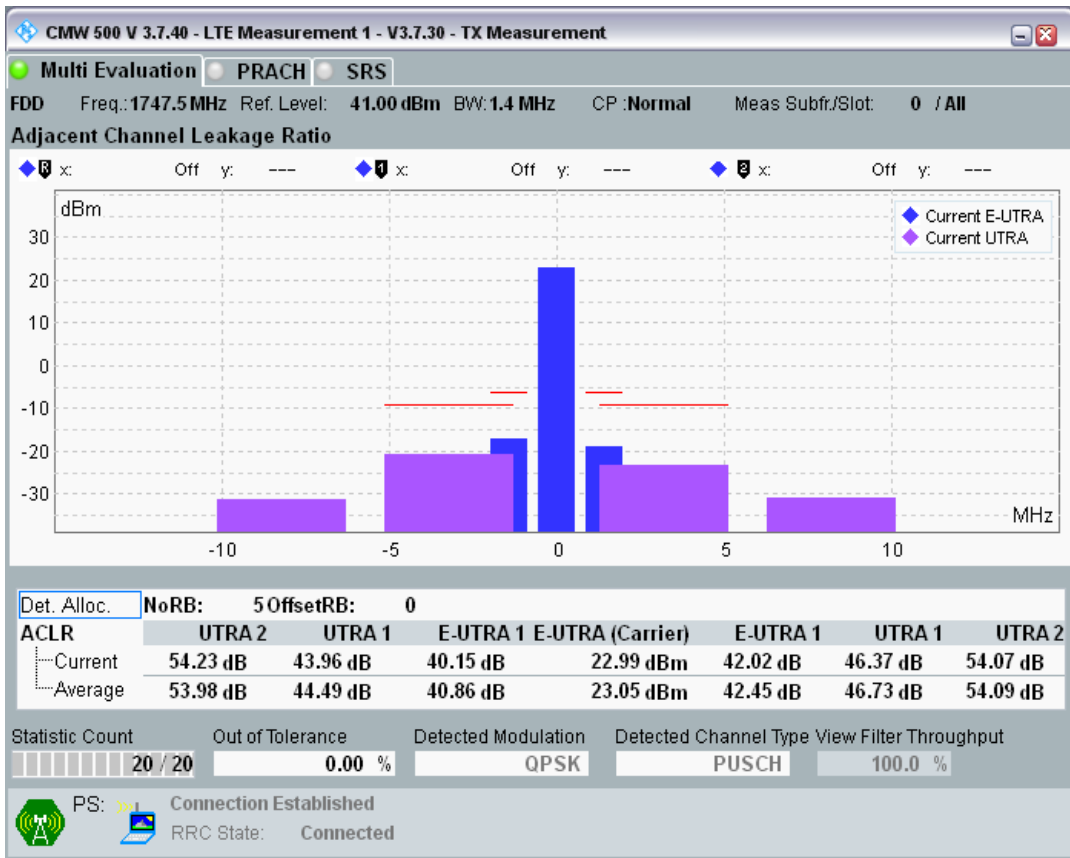 CMW 500 V 3.7.40 - LTE Measurement 1 - V3.7.30 - TX Measurement
Multi Evaluation PRACH SRS
FDD Freq.:1747.5 MHz Ref. Level: 41.00 dBm BW:1.4 MHz CP :Normal Meas Subfr./Slot: 0 / All
Adjacent Channel Leakage Ratio
R x: Off y: --- 1 x: Off y: --- 2 x: Off y: ---
dBm
Current E-UTRA
Current UTRA
30
20
10
0
-10
-20
-30
MHz
-10 -5 0 5 10
Det. Alloc. NoRB: 5 OffsetRB: 0
ACLR UTRA 2 UTRA 1 E-UTRA 1 E-UTRA (Carrier) E-UTRA 1 UTRA 1 UTRA 2
Current 54.23 dB 43.96 dB 40.15 dB 22.99 dBm 42.02 dB 46.37 dB 54.07 dB
Average 53.98 dB 44.49 dB 40.86 dB 23.05 dBm 42.45 dB 46.73 dB 54.09 dB
Statistic Count Out of Tolerance Detected Modulation Detected Channel Type View Filter Throughput
20 / 20 0.00 % QPSK PUSCH 100.0 %
PS: Connection Established
RRC State: Connected